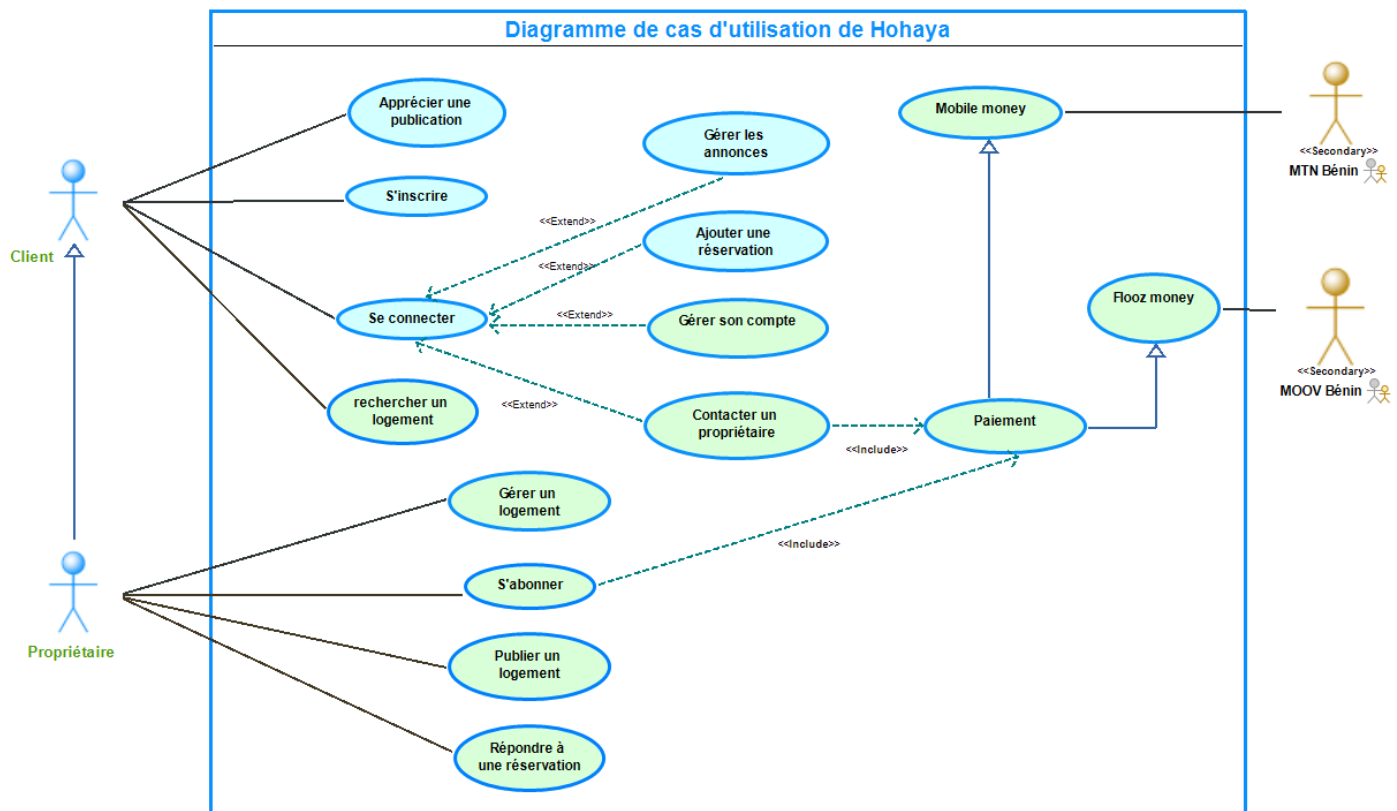 Diagramme de cas d'utilisation de Hohaya
Apprécier une
publication
Mobile money
Gérer les
annonces
<<Secondary>>
MTN Bénin
S'inscrire
<<Extend>>
Ajouter une
réservation
Client
<<Extend>>
Flooz money
Se connecter
<<Extend>>
Gérer son compte
<<Secondary>>
MOOV Bénin
rechercher un
logement
<<Extend>>
Contacter un
propriétaire
Paiement
<<Include>>
Gérer un
logement
<<Include>>
S'abonner
Propriétaire
Publier un
logement
Répondre à
une réservation